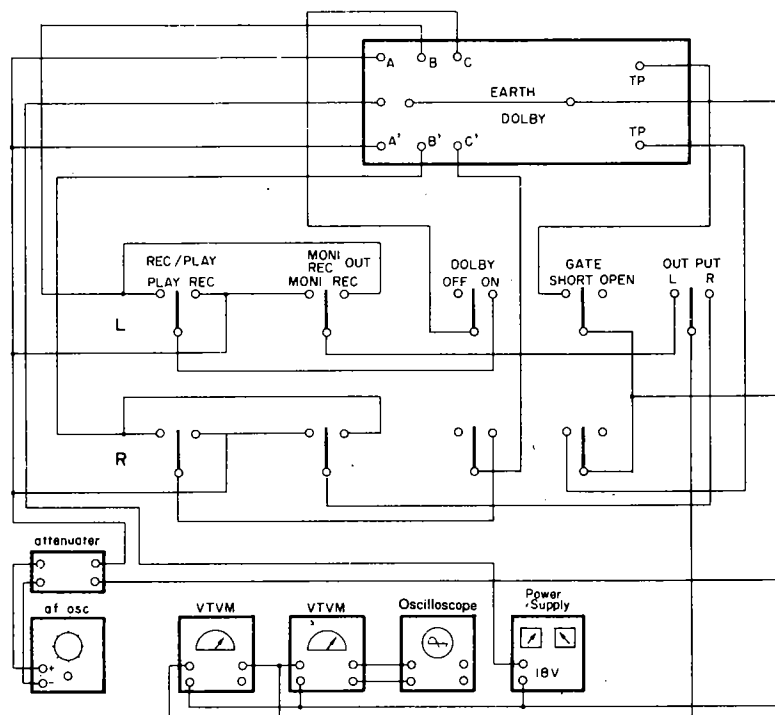 A B C
TP
EARTH
DOLBY
TP
A' B' C'
REC/PLAY
MONI
REC OUT
DOLBY
GATE
OUT PUT
PLAY REC
MONI REC
OFF ON
SHORT OPEN
L R
L
R
attenuater
af osc
+
-
VTVM
VTVM
Oscilloscope
Power
Supply
18V